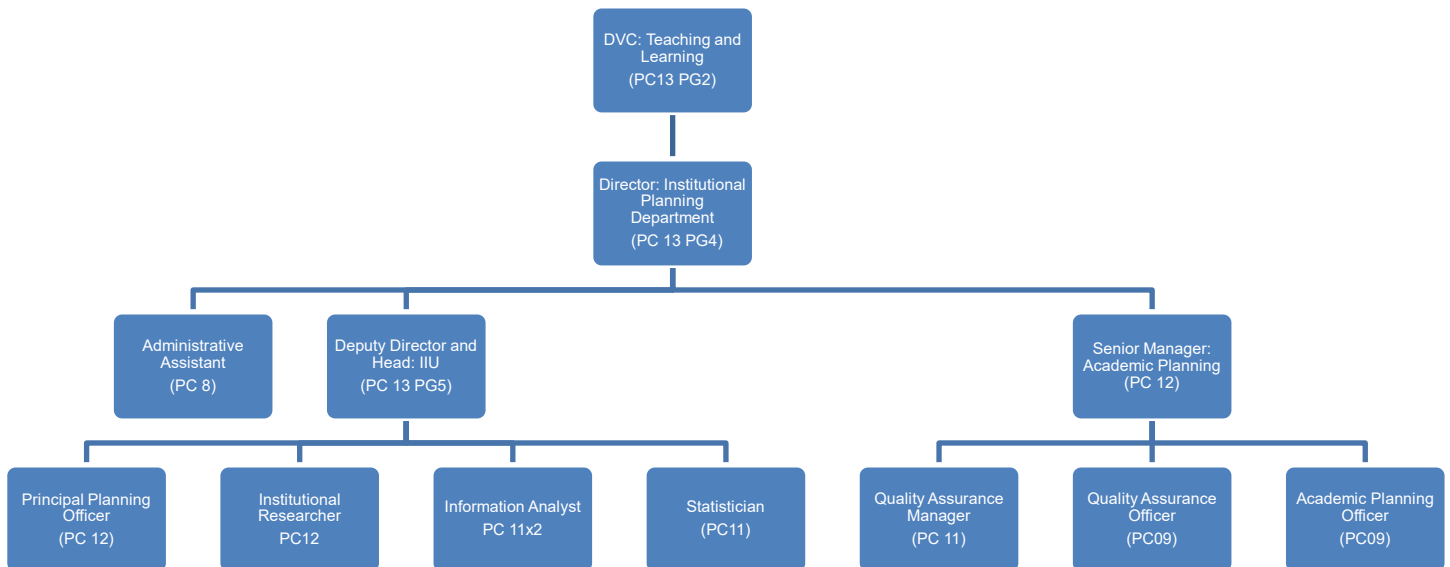 DVC: Teaching and
Learning
(PC13 PG2)
Director: Institutional
Planning
Department
(PC 13 PG4)
Administrative
Assistant
(PC 8)
Deputy Director and
Head: IIU
(PC 13 PG5)
Senior Manager:
Academic Planning
(PC 12)
Principal Planning
Officer
(PC 12)
Institutional
Researcher
PC12
Information Analyst
PC 11x2
Statistician
(PC11)
Quality Assurance
Manager
(PC 11)
Quality Assurance
Officer
(PC09)
Academic Planning
Officer
(PC09)